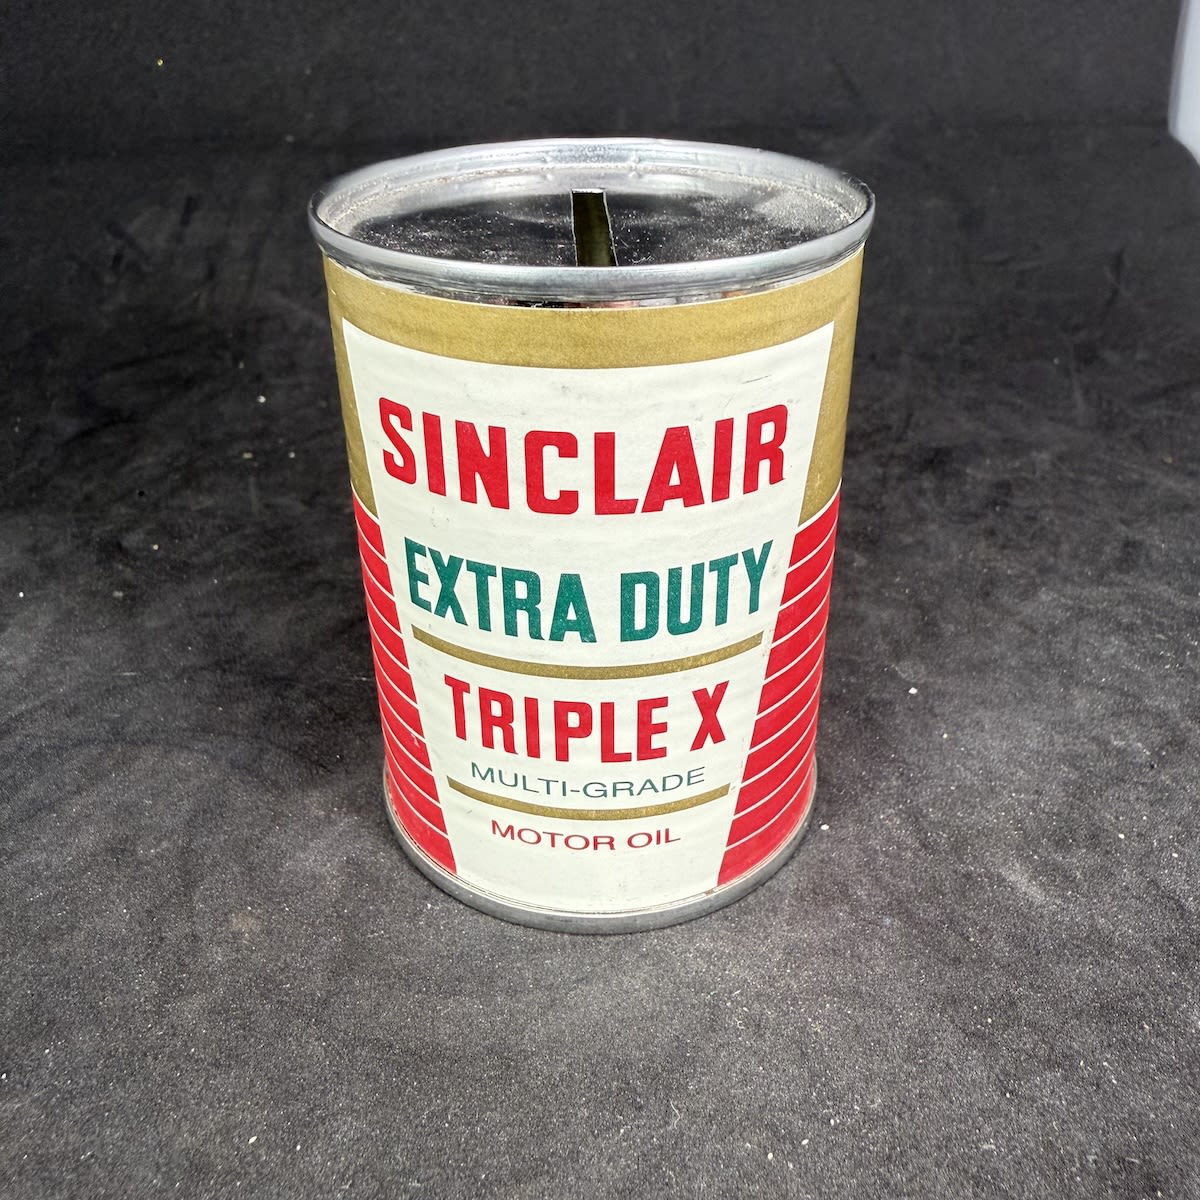 SINCLAIR
EXTRA DUTY
TRIPLE X
MULTI-GRADE
MOTOR OIL